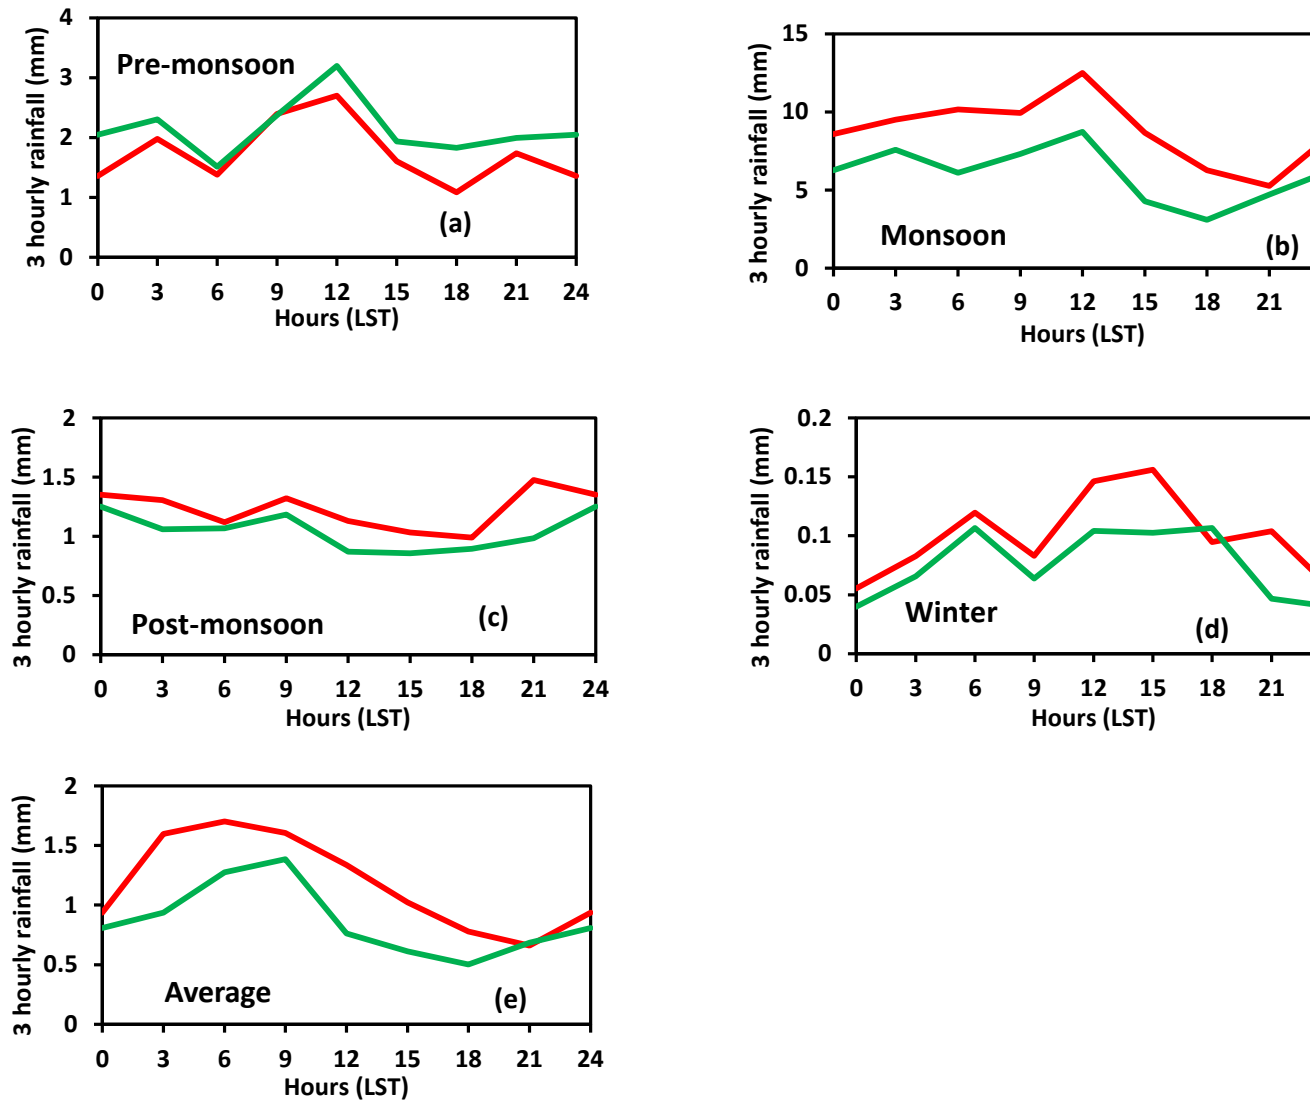 3 hourly rainfall (mm)
4
3
2
1
0
Pre-monsoon
(a)
0 3 6 9 12 15 18 21 24
Hours (LST)
3 hourly rainfall (mm)
15
10
5
0
Monsoon
(b)
0 3 6 9 12 15 18 21
Hours (LST)
3 hourly rainfall (mm)
2
1.5
1
0.5
0
Post-monsoon
(c)
0 3 6 9 12 15 18 21 24
Hours (LST)
3 hourly rainfall (mm)
0.2
0.15
0.1
0.05
0
Winter
(d)
0 3 6 9 12 15 18 21
Hours (LST)
3 hourly rainfall (mm)
2
1.5
1
0.5
0
Average
(e)
0 3 6 9 12 15 18 21 24
Hours (LST)